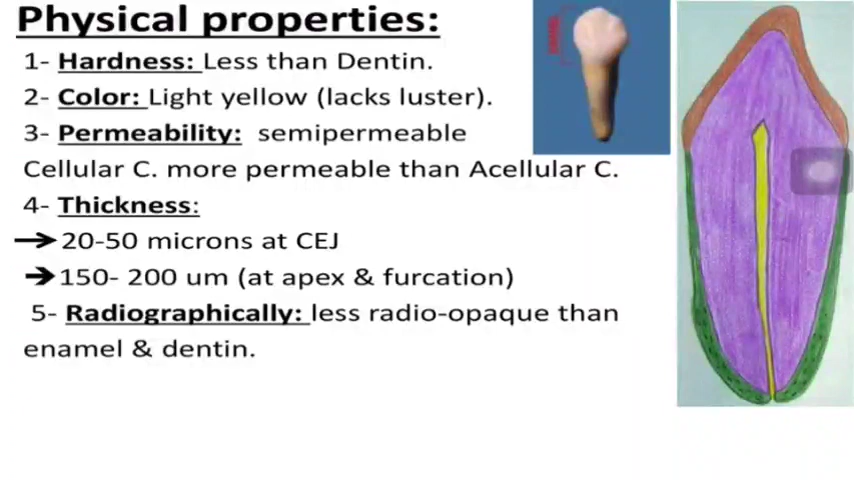 Physical properties:
1- Hardness: Less than Dentin.
2- Color: Light yellow (lacks luster).
3- Permeability: semipermeable
Cellular C. more permeable than Acellular C.
4- Thickness:
→ 20-50 microns at CEJ
→ 150- 200 um (at apex & furcation)
5- Radiographically: less radio-opaque than
enamel & dentin.